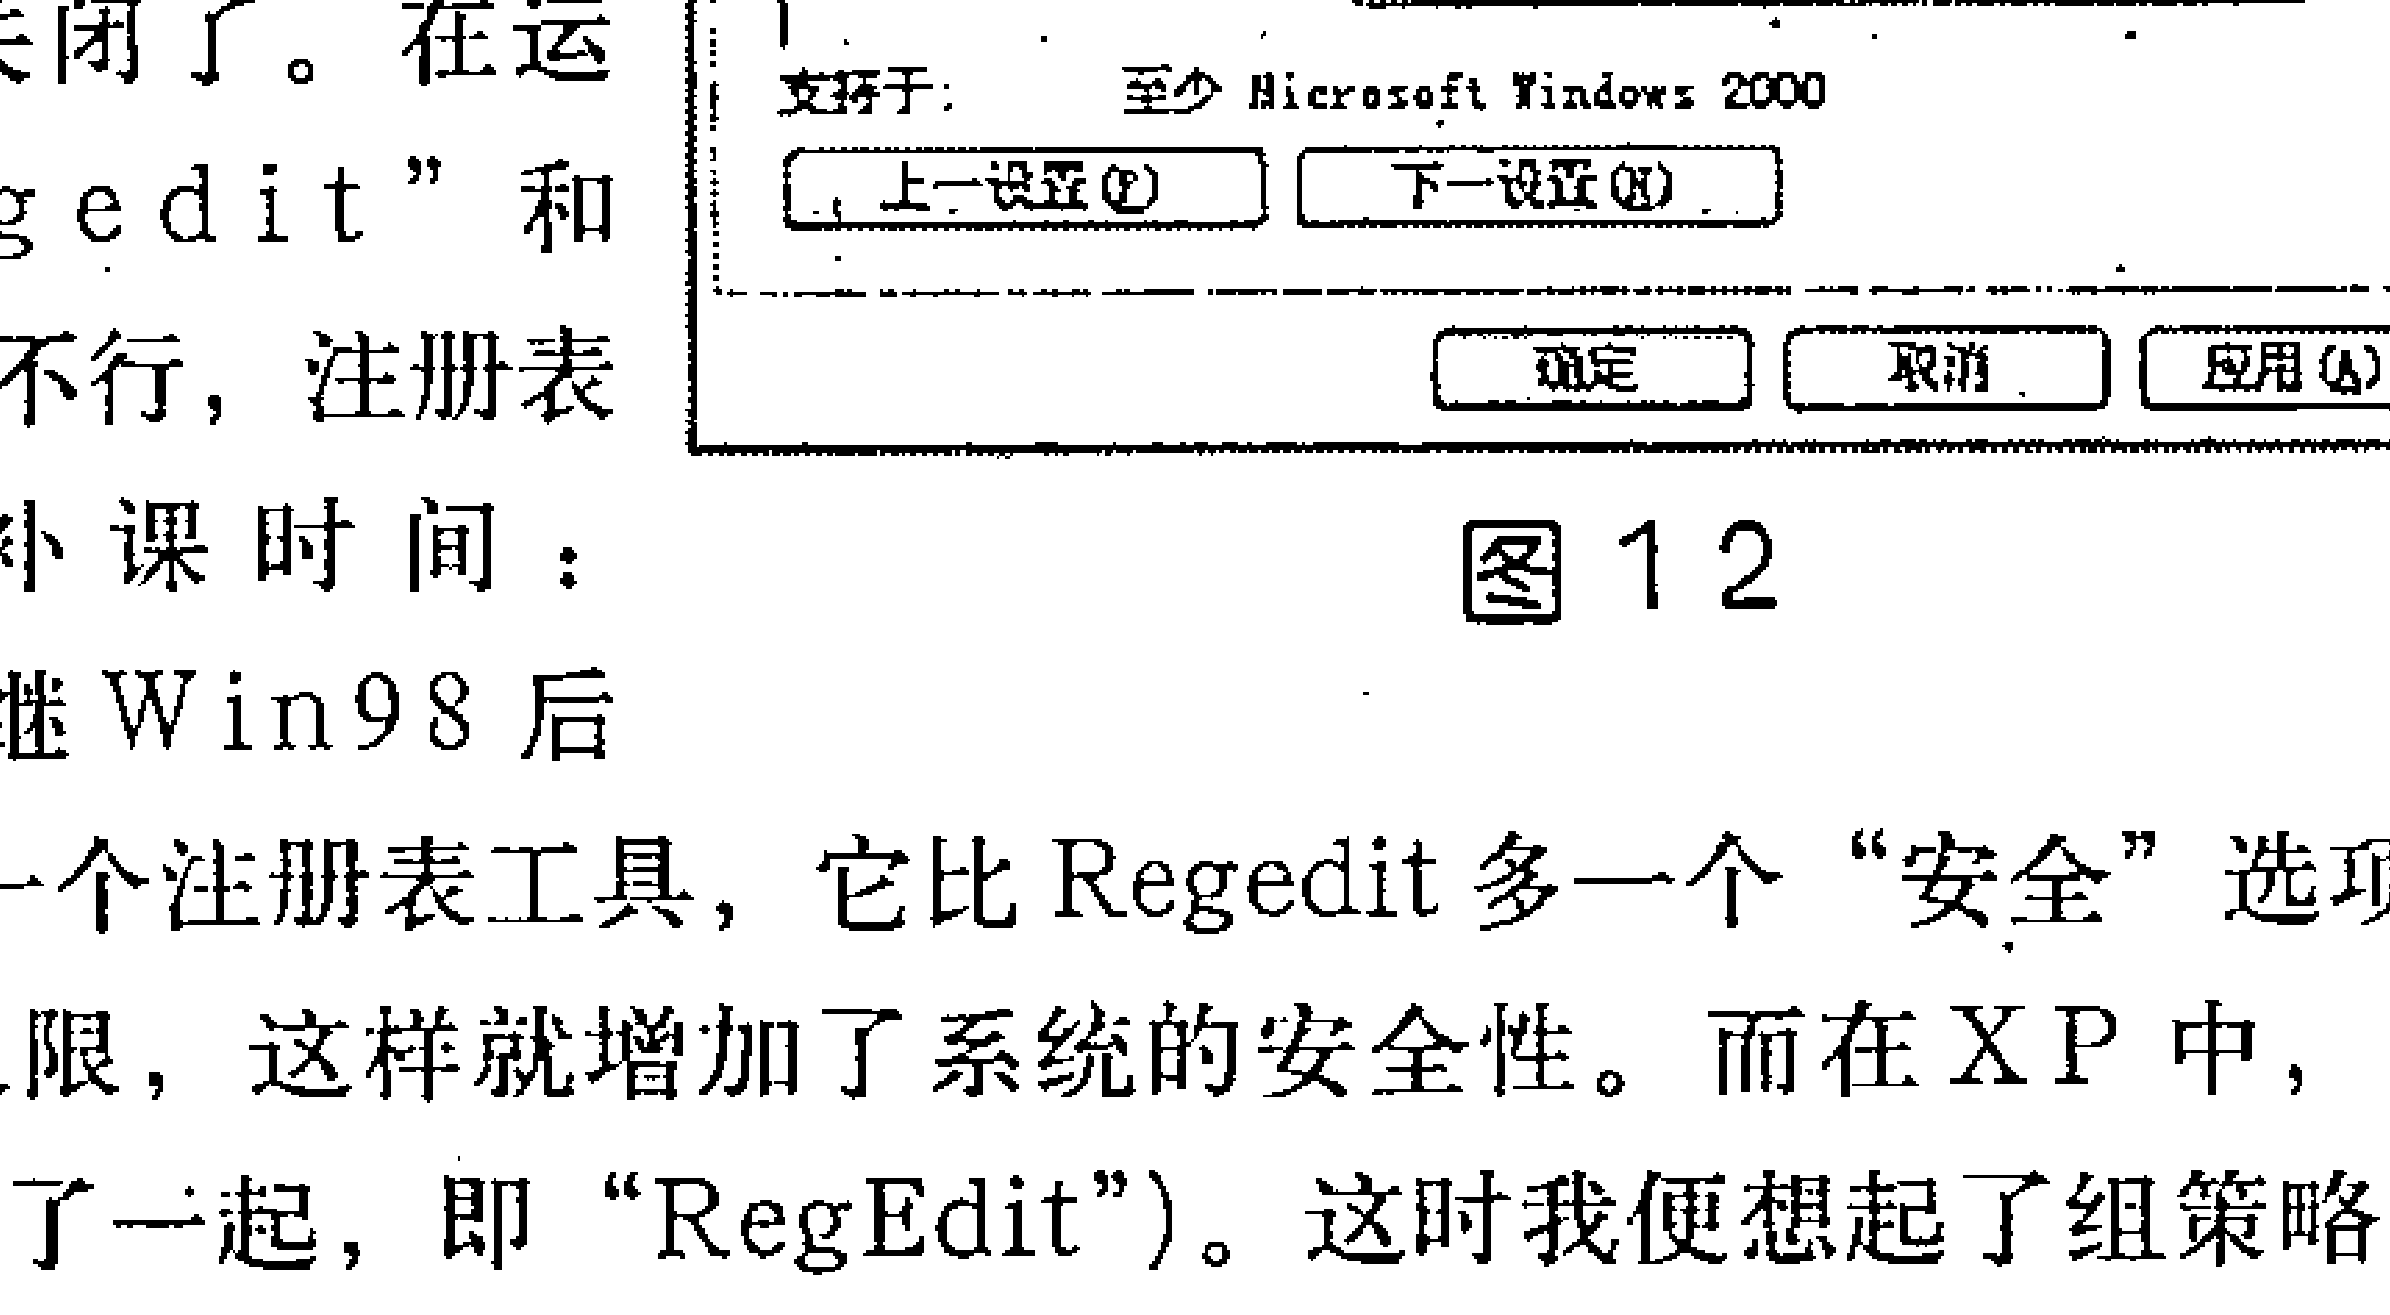 关闭了。在运
gedit”和
不行，注册表
补课时间：
继Win98后
支持于： 至少 Microsoft Windows 2000
上一设置(P) 下一设置(N)
确定 取消 应用(A)
图12
一个注册表工具，它比Regedit多一个“安全”选项
限，这样就增加了系统的安全性。而在XP中，
了一起，即“RegEdit”)。这时我便想起了组策略